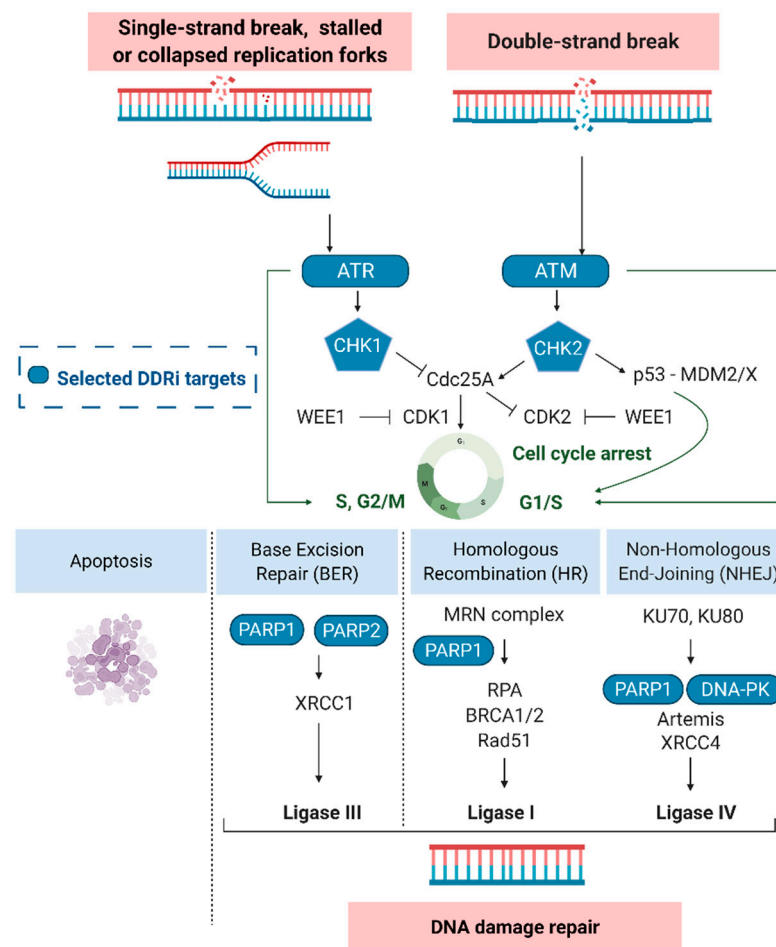 Single-strand break, stalled
or collapsed replication forks
Double-strand break
ATR
ATM
CHK1
CHK2
Selected DDRi targets
Cdc25A
p53 - MDM2/X
WEE1
CDK1
CDK2
WEE1
G₁
Cell cycle arrest
M
S
G₂
S, G2/M
G1/S
Apoptosis
Base Excision
Repair (BER)
Homologous
Recombination (HR)
Non-Homologous
End-Joining (NHEJ)
PARP1
PARP2
XRCC1
Ligase III
MRN complex
PARP1
RPA
BRCA1/2
Rad51
Ligase I
KU70, KU80
PARP1
DNA-PK
Artemis
XRCC4
Ligase IV
DNA damage repair